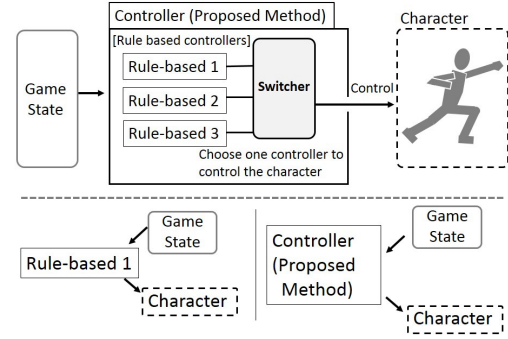 Controller (Proposed Method)
Character
[Rule based controllers]
Game
State
Rule-based 1
Rule-based 2
Rule-based 3
Switcher
Control
Choose one controller to
control the character
Game
State
Rule-based 1
Character
Game
State
Controller
(Proposed
Method)
Character